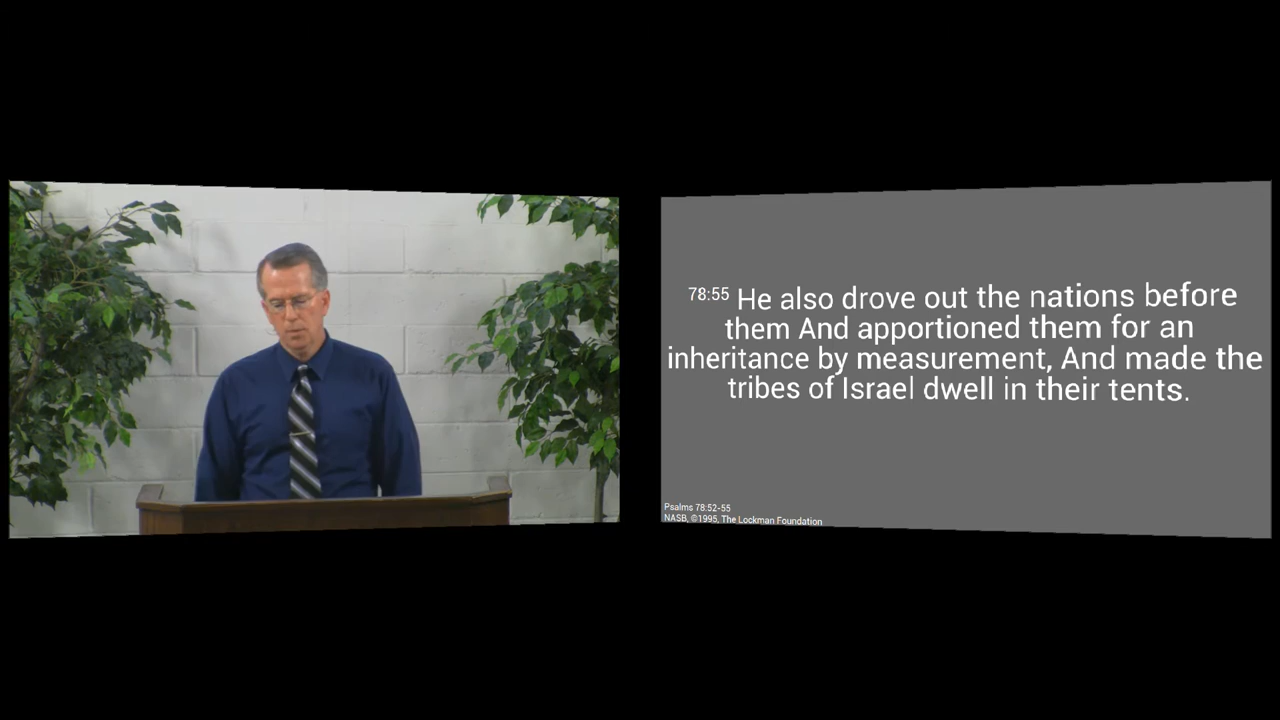 78:55 He also drove out the nations before
them And apportioned them for an
inheritance by measurement, And made the
tribes of Israel dwell in their tents.
Psalms 78:52-55
NASB, ©1995, The Lockman Foundation